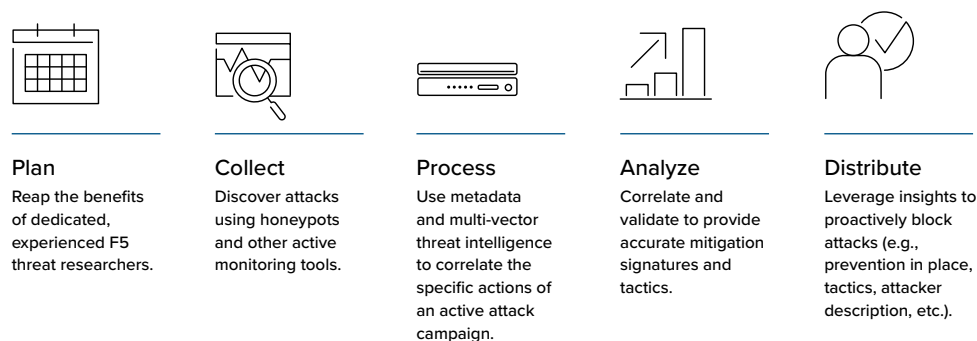 Plan
Reap the benefits
of dedicated,
experienced F5
threat researchers.
Collect
Discover attacks
using honeypots
and other active
monitoring tools.
Process
Use metadata
and multi-vector
threat intelligence
to correlate the
specific actions of
an active attack
campaign.
Analyze
Correlate and
validate to provide
accurate mitigation
signatures and
tactics.
Distribute
Leverage insights to
proactively block
attacks (e.g.,
prevention in place,
tactics, attacker
description, etc.).